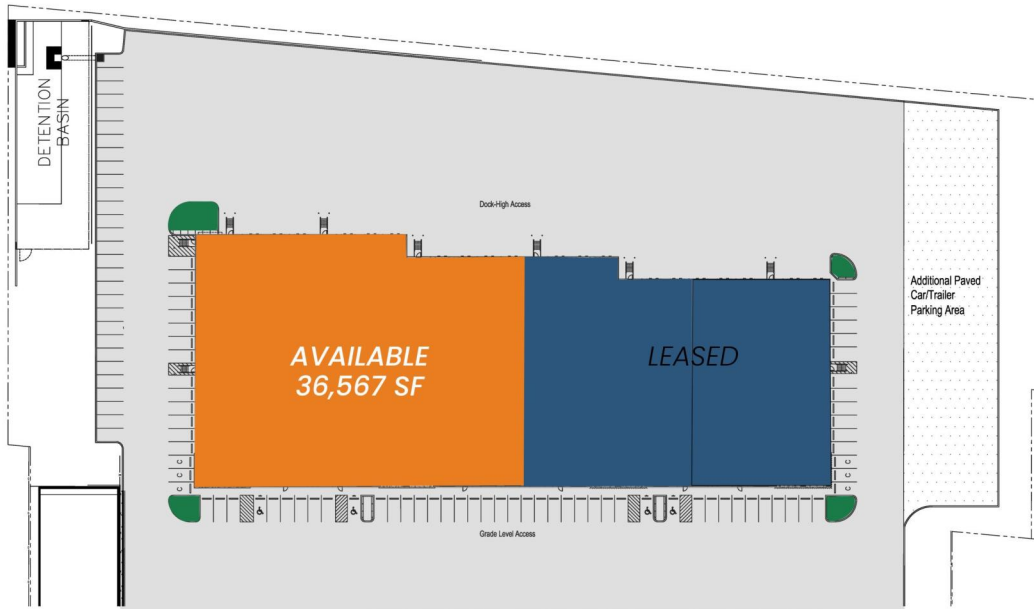 DETENTION
BASIN
Dock-High Access
Additional Paved
Car/Trailer
Parking Area
AVAILABLE
36,567 SF
LEASED
C
C
C
C
C
C
Grade Level Access